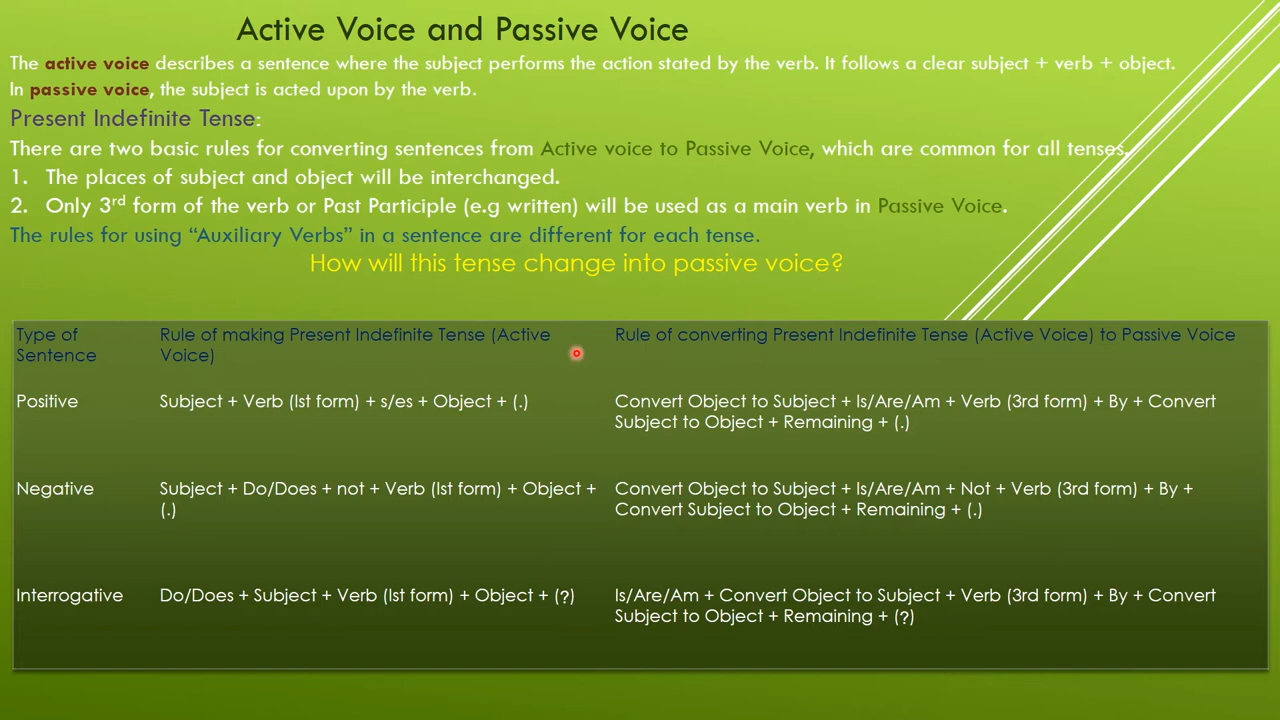 Active Voice and Passive Voice
The active voice describes a sentence where the subject performs the action stated by the verb. It follows a clear subject + verb + object.
In passive voice, the subject is acted upon by the verb.
Present Indefinite Tense:
There are two basic rules for converting sentences from Active voice to Passive Voice, which are common for all tenses.
1. The places of subject and object will be interchanged.
2. Only 3rd form of the verb or Past Participle (e.g written) will be used as a main verb in Passive Voice.
The rules for using “Auxiliary Verbs” in a sentence are different for each tense.
How will this tense change into passive voice?
Type of
Sentence
Rule of making Present Indefinite Tense (Active
Voice)
Rule of converting Present Indefinite Tense (Active Voice) to Passive Voice
Positive
Subject + Verb (Ist form) + s/es + Object + (.)
Convert Object to Subject + Is/Are/Am + Verb (3rd form) + By + Convert
Subject to Object + Remaining + (.)
Negative
Subject + Do/Does + not + Verb (Ist form) + Object +
(.)
Convert Object to Subject + Is/Are/Am + Not + Verb (3rd form) + By +
Convert Subject to Object + Remaining + (.)
Interrogative
Do/Does + Subject + Verb (Ist form) + Object + (?)
Is/Are/Am + Convert Object to Subject + Verb (3rd form) + By + Convert
Subject to Object + Remaining + (?)